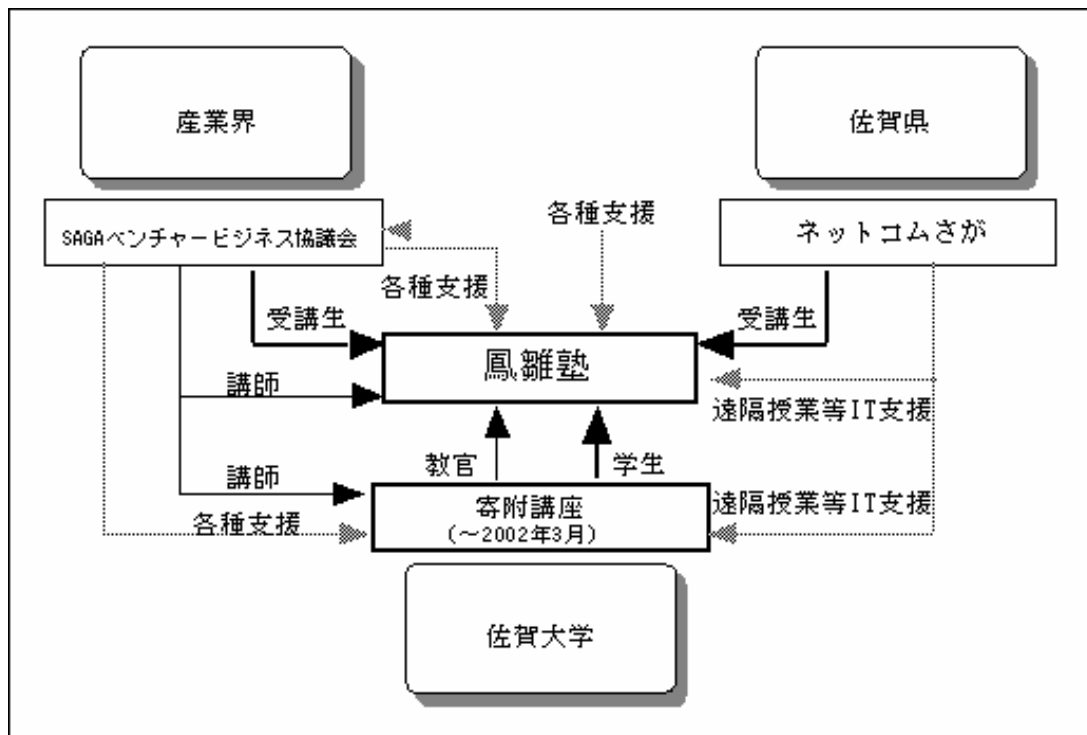 産業界
佐賀県
SAGAベンチャービジネス協議会
各種支援
ネットコムさが
各種支援
受講生
受講生
鳳雛塾
講師
遠隔授業等IT支援
教官
学生
講師
寄附講座
(～2002年3月)
遠隔授業等IT支援
各種支援
佐賀大学